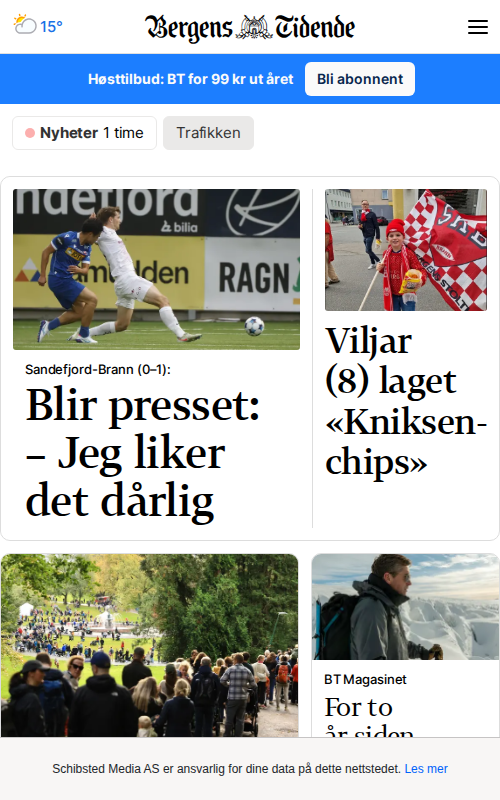 15°
Bergens Tidende
Høsttilbud: BT for 99 kr ut året
Bli abonnent
Nyheter 1 time
Trafikken
ndefjord
bilia
RAGN
Sandefjord-Brann (0–1):
Blir presset:
– Jeg liker
det dårlig
Viljar
(8) laget
«Kniksen-
chips»
BT Magasinet
For to
år siden
Schibsted Media AS er ansvarlig for dine data på dette nettstedet. Les mer